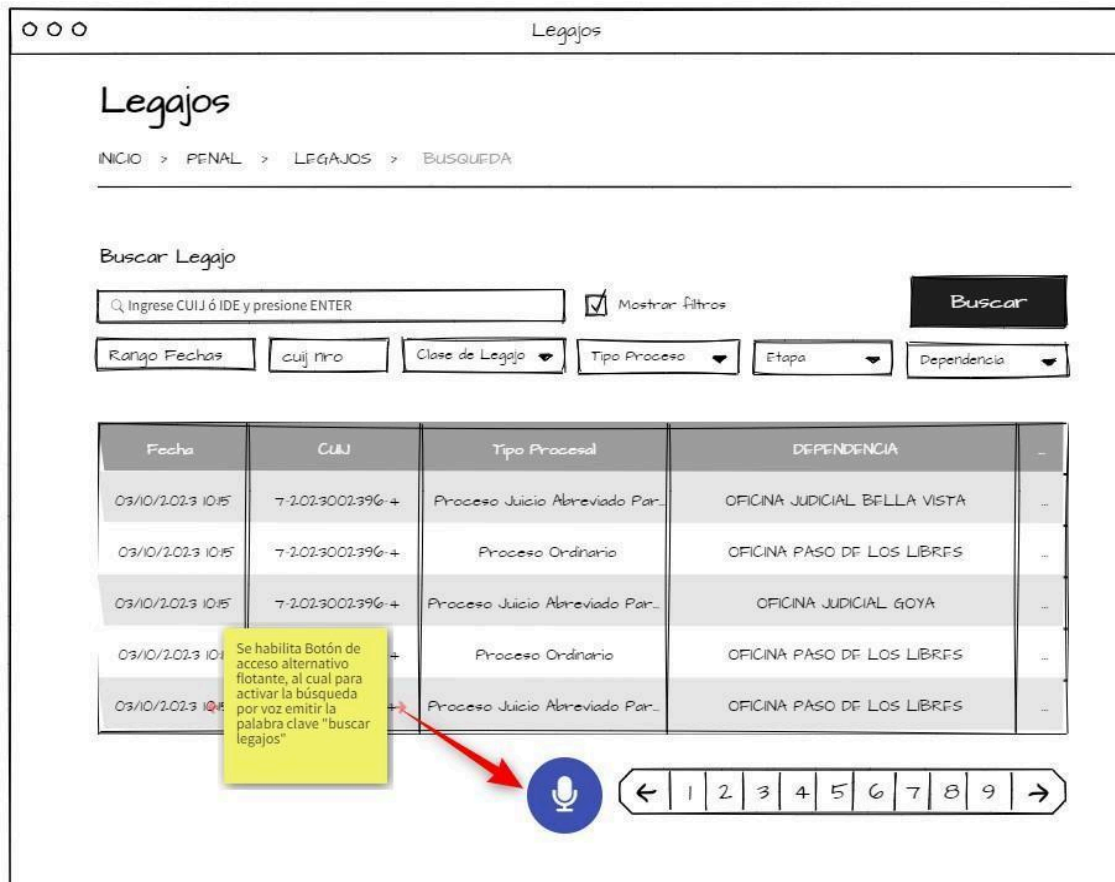 Legajos
Legajos
INICIO > PENAL > LEGAJOS > BUSQUEDA
Buscar Legajo
Ingrese CUIJ ó IDE y presione ENTER
Mostrar filtros
Buscar
Rango Fechas cuij nro Clase de Legajo Tipo Proceso Etapa Dependencia
Fecha CUIJ Tipo Procesal DEPENDENCIA ...
03/10/2023 10:15 7-2023002396-4 Proceso Juicio Abreviado Par... OFICINA JUDICIAL BELLA VISTA ...
03/10/2023 10:15 7-2023002396-4 Proceso Ordinario OFICINA PASO DE LOS LIBRES ...
03/10/2023 10:15 7-2023002396-4 Proceso Juicio Abreviado Par... OFICINA JUDICIAL GOYA ...
03/10/2023 Proceso Ordinario OFICINA PASO DE LOS LIBRES ...
03/10/2023 Proceso Juicio Abreviado Par... OFICINA PASO DE LOS LIBRES ...
Se habilita Botón de
acceso alternativo
flotante, al cual para
activar la búsqueda
por voz emitir la
palabra clave "buscar
legajos"
← 1 2 3 4 5 6 7 8 9 →